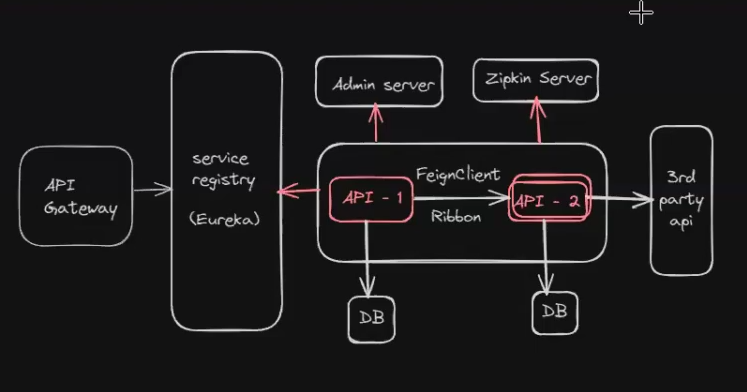 Admin server
Zipkin Server
API
Gateway
service
registry
(Eureka)
API - 1
FeignClient
Ribbon
API - 2
3rd
party
api
DB
DB